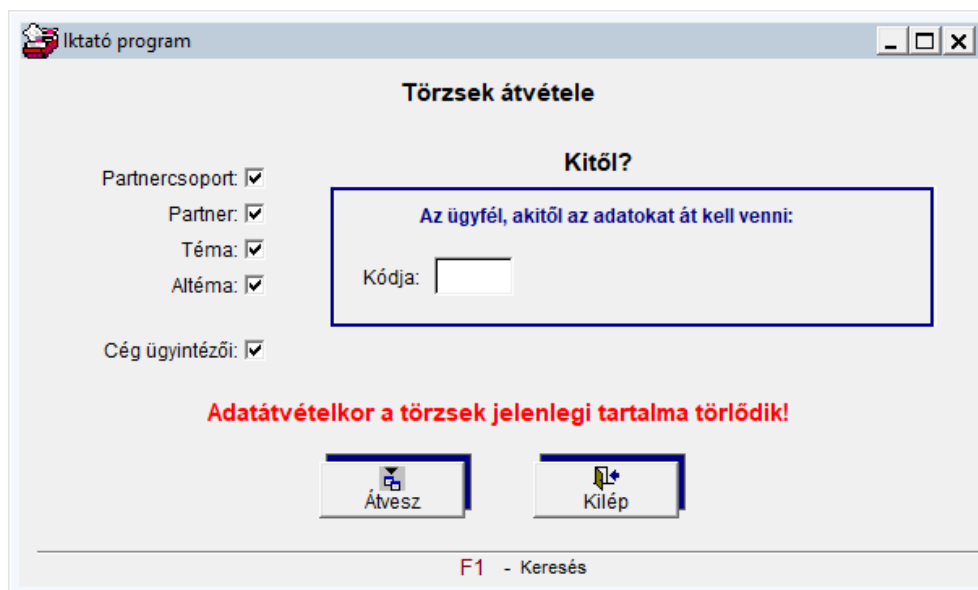 Iktató program
Törzsek átvétele
Partnercsoport:
Partner:
Téma:
Altéma:
Cég ügyintézői:
Kitől?
Az ügyfél, akitől az adatokat át kell venni:
Kódja:
Adatátvételkor a törzsek jelenlegi tartalma törlődik!
Átvesz
Kilép
F1 - Keresés